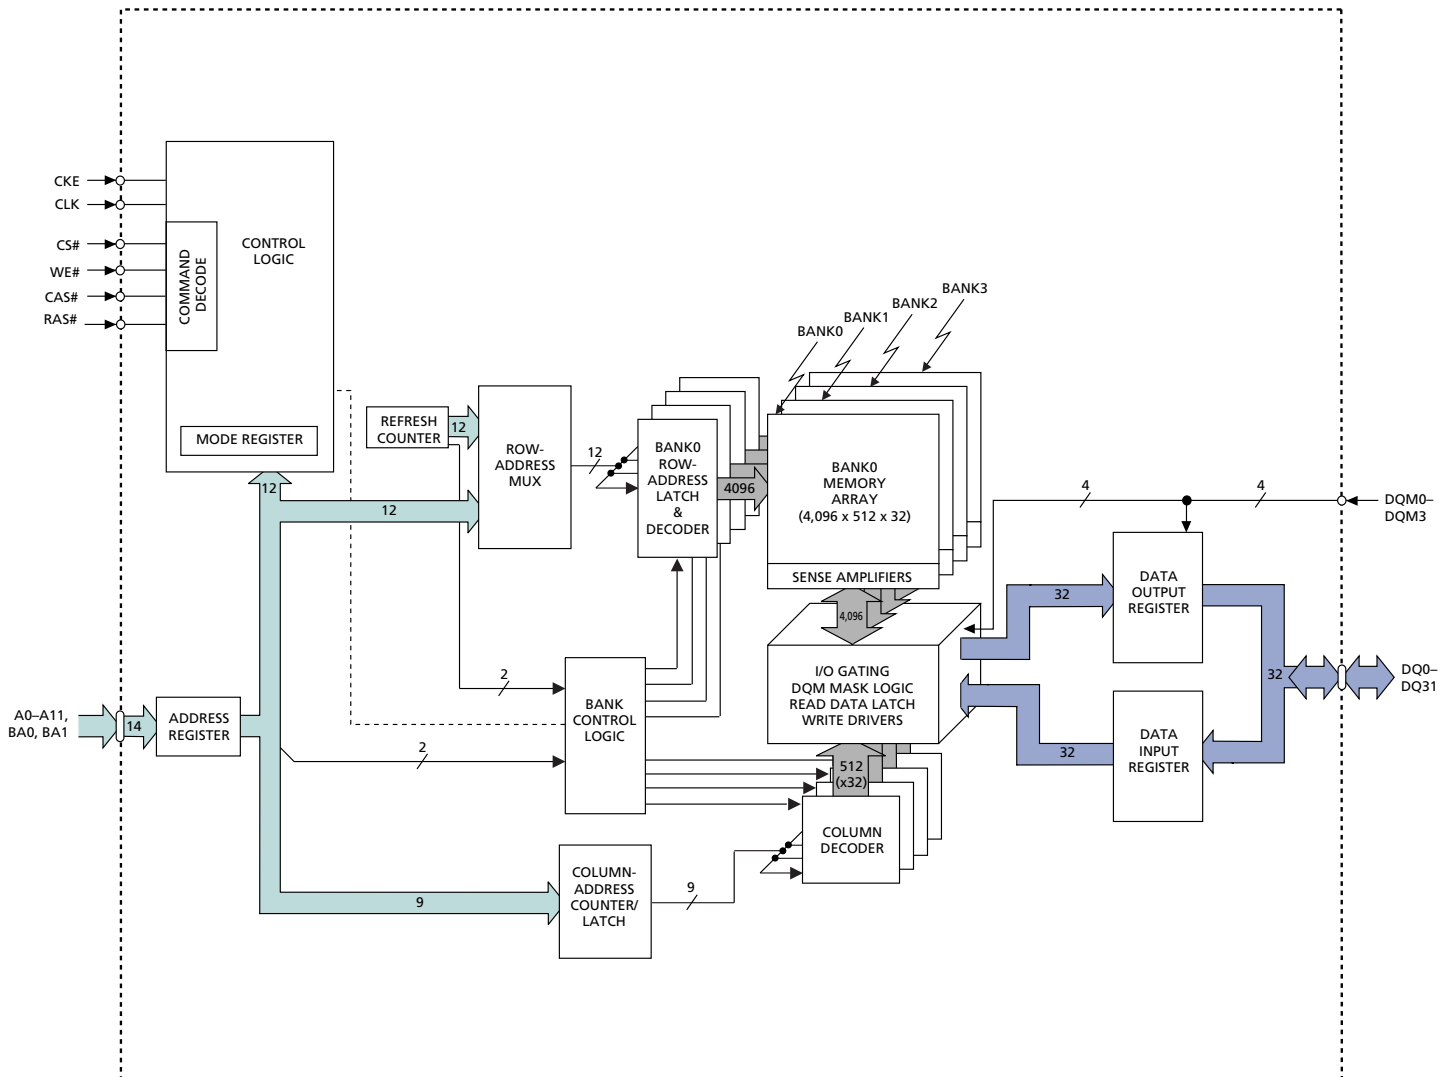 CKE
CLK
CS#
WE#
CAS#
RAS#
COMMAND
DECODE
CONTROL
LOGIC
MODE REGISTER
12
REFRESH
COUNTER
12
12
ROW-
ADDRESS
MUX
12
BANK0
ROW-
ADDRESS
LATCH
&
DECODER
4096
BANK0
BANK1
BANK2
BANK3
BANK0
MEMORY
ARRAY
(4,096 x 512 x 32)
SENSE AMPLIFIERS
4,096
I/O GATING
DQM MASK LOGIC
READ DATA LATCH
WRITE DRIVERS
4
4
DQM0–
DQM3
32
DATA
OUTPUT
REGISTER
32
DQ0–
DQ31
32
DATA
INPUT
REGISTER
A0–A11,
BA0, BA1
14
ADDRESS
REGISTER
2
2
BANK
CONTROL
LOGIC
512
(x32)
COLUMN
DECODER
9
COLUMN-
ADDRESS
COUNTER/
LATCH
9